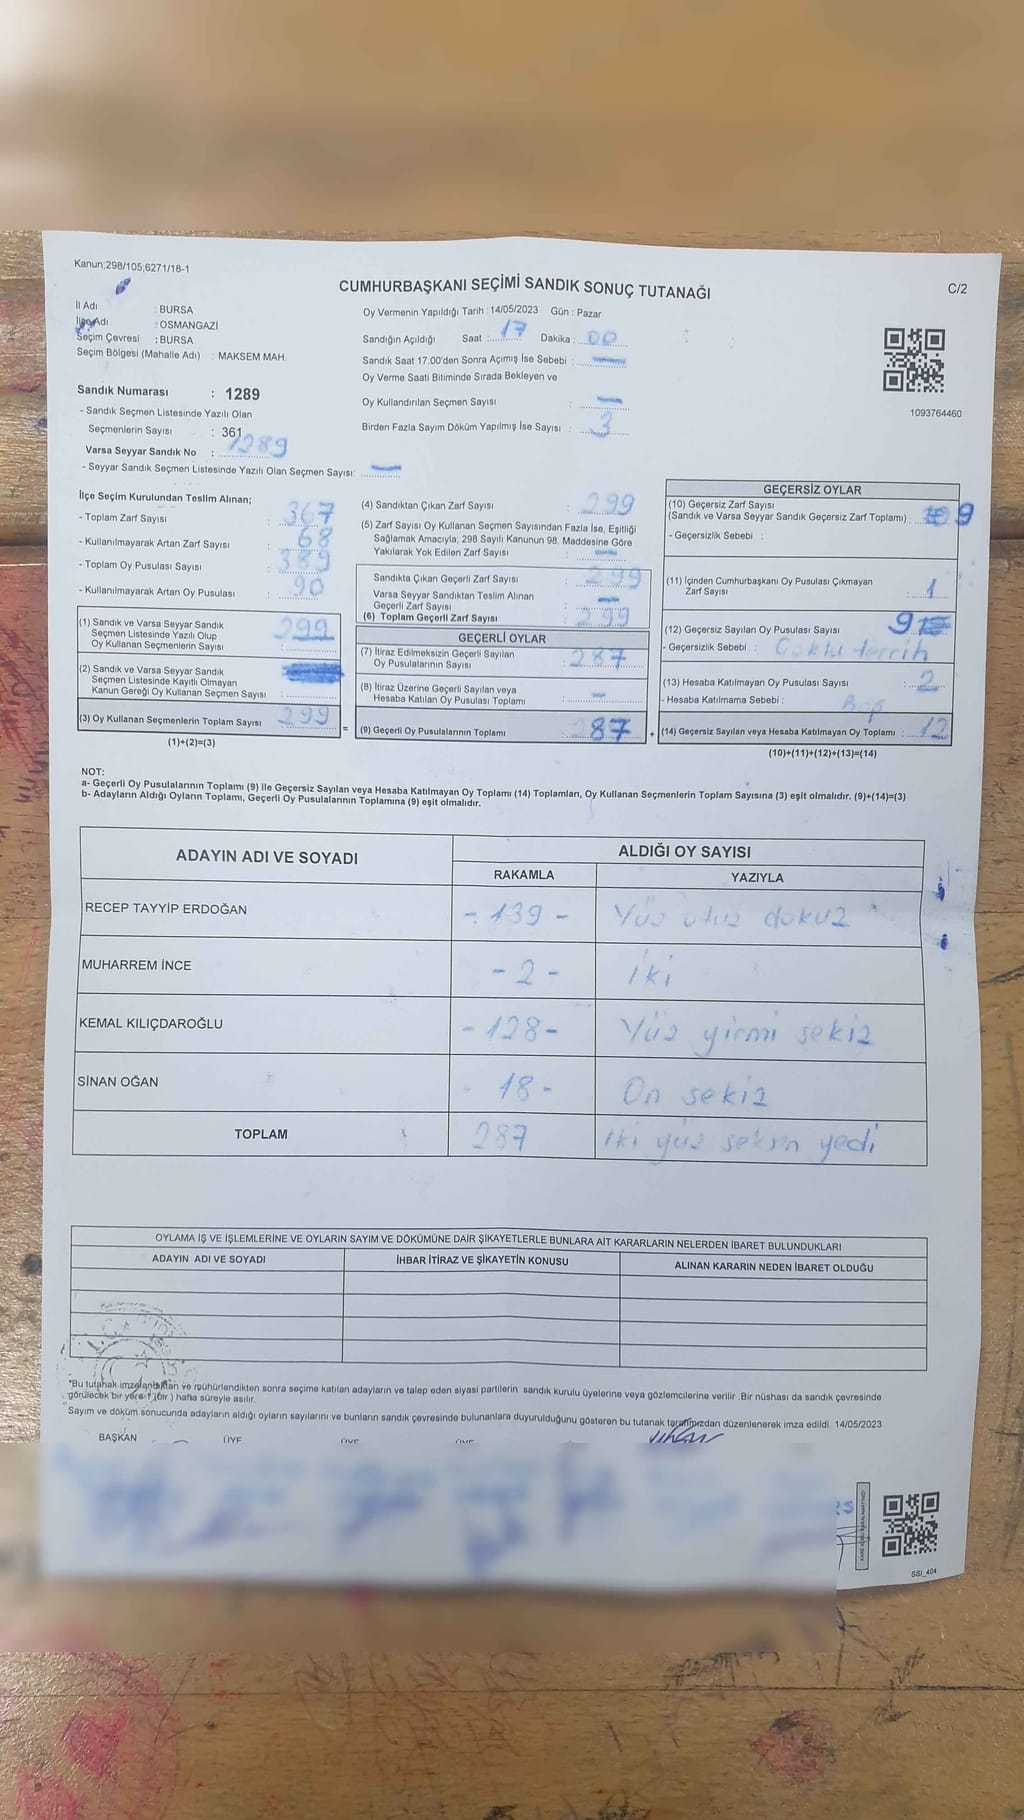 Kanun;298/105;6271/18-1
CUMHURBAŞKANI SEÇİMİ SANDIK SONUÇ TUTANAĞI
C/2
İl Adı : BURSA
İlçe Adı : OSMANGAZİ
Seçim Çevresi : BURSA
Seçim Bölgesi (Mahalle Adı) : MAKSEM MAH.
Oy Vermenin Yapıldığı Tarih : 14/05/2023 Gün : Pazar
Sandığın Açıldığı Saat : 17 Dakika : 00
Sandık Saat 17:00'den Sonra Açımış İse Sebebi : —
Oy Verme Saati Bitiminde Sırada Bekleyen ve
Oy Kullandırılan Seçmen Sayısı : —
Birden Fazla Sayım Döküm Yapılmış İse Sayısı : 3
1093764460
Sandık Numarası : 1289
- Sandık Seçmen Listesinde Yazılı Olan
Seçmenlerin Sayısı : 361
Varsa Seyyar Sandık No : 1289
- Seyyar Sandık Seçmen Listesinde Yazılı Olan Seçmen Sayısı: —
İlçe Seçim Kurulundan Teslim Alınan;
- Toplam Zarf Sayısı : 367
- Kullanılmayarak Artan Zarf Sayısı : 68
- Toplam Oy Pusulası Sayısı : 389
- Kullanılmayarak Artan Oy Pusulası : 90
(1) Sandık ve Varsa Seyyar Sandık
Seçmen Listesinde Yazılı Olup
Oy Kullanan Seçmenlerin Sayısı : 299
(2) Sandık ve Varsa Seyyar Sandık
Seçmen Listesinde Kayıtlı Olmayan
Kanun Gereği Oy Kullanan Seçmen Sayısı :
(3) Oy Kullanan Seçmenlerin Toplam Sayısı : 299
(1)+(2)=(3)
(4) Sandıktan Çıkan Zarf Sayısı : 299
(5) Zarf Sayısı Oy Kullanan Seçmen Sayısından Fazla İse, Eşitliği
Sağlamak Amacıyla; 298 Sayılı Kanunun 98. Maddesine Göre
Yakılarak Yok Edilen Zarf Sayısı : —
Sandıkta Çıkan Geçerli Zarf Sayısı : 299
Varsa Seyyar Sandıktan Teslim Alınan
Geçerli Zarf Sayısı : —
(6) Toplam Geçerli Zarf Sayısı : 299
GEÇERLİ OYLAR
(7) İtiraz Edilmeksizin Geçerli Sayılan
Oy Pusulalarının Sayısı : 287
(8) İtiraz Üzerine Geçerli Sayılan veya
Hesaba Katılan Oy Pusulası Toplamı : —
= (9) Geçerli Oy Pusulalarının Toplamı : 287
GEÇERSİZ OYLAR
(10) Geçersiz Zarf Sayısı
(Sandık ve Varsa Seyyar Sandık Geçersiz Zarf Toplamı) :
- Geçersizlik Sebebi :
(11) İçinden Cumhurbaşkanı Oy Pusulası Çıkmayan
Zarf Sayısı : 1
(12) Geçersiz Sayılan Oy Pusulası Sayısı : 9
- Geçersizlik Sebebi : Çoklu tercih
(13) Hesaba Katılmayan Oy Pusulası Sayısı : 2
- Hesaba Katılmama Sebebi : Boş
+ (14) Geçersiz Sayılan veya Hesaba Katılmayan Oy Toplamı : 12
(10)+(11)+(12)+(13)=(14)
NOT:
a- Geçerli Oy Pusulalarının Toplamı (9) ile Geçersiz Sayılan veya Hesaba Katılmayan Oy Toplamı (14) Toplamları, Oy Kullanan Seçmenlerin Toplam Sayısına (3) eşit olmalıdır. (9)+(14)=(3)
b- Adayların Aldığı Oyların Toplamı, Geçerli Oy Pusulalarının Toplamına (9) eşit olmalıdır.
ADAYIN ADI VE SOYADI ALDIĞI OY SAYISI
RAKAMLA YAZIYLA
RECEP TAYYİP ERDOĞAN - 139 - Yüz otuz dokuz
MUHARREM İNCE - 2 - İki
KEMAL KILIÇDAROĞLU - 128 - Yüz yirmi sekiz
SİNAN OĞAN - 18 - On sekiz
TOPLAM 287 İki yüz seksen yedi
OYLAMA İŞ VE İŞLEMLERİNE VE OYLARIN SAYIM VE DÖKÜMÜNE DAİR ŞİKAYETLERLE BUNLARA AİT KARARLARIN NELERDEN İBARET BULUNDUKLARI
ADAYIN ADI VE SOYADI İHBAR İTİRAZ VE ŞİKAYETİN KONUSU ALINAN KARARIN NEDEN İBARET OLDUĞU
*Bu tutanak imzalandıktan ve mühürlendikten sonra seçime katılan adayların ve talep eden siyasi partilerin sandık kurulu üyelerine veya gözlemcilerine verilir .Bir nüshası da sandık çevresinde
görülecek bir yere 1 (bir ) hafta süreyle asılır.
Sayım ve döküm sonucunda adayların aldığı oyların sayılarını ve bunların sandık çevresinde bulunanlara duyurulduğunu gösteren bu tutanak tarafımızdan düzenlenerek imza edildi. 14/05/2023
BAŞKAN ÜYE ÜYE ÜYE
SSI_404